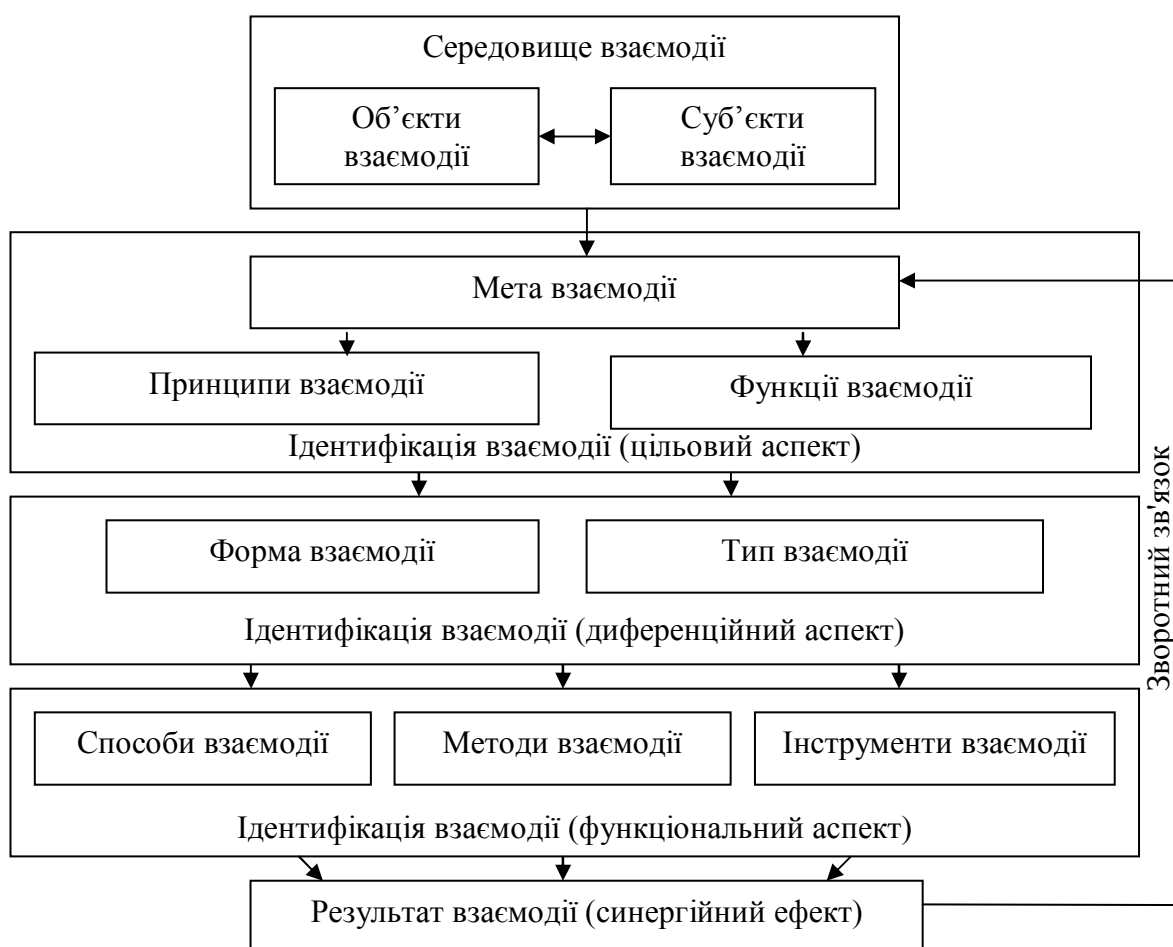 Середовище взаємодії
Об’єкти
взаємодії
Суб’єкти
взаємодії
Мета взаємодії
Принципи взаємодії
Функції взаємодії
Ідентифікація взаємодії (цільовий аспект)
Форма взаємодії
Тип взаємодії
Ідентифікація взаємодії (диференційний аспект)
Способи взаємодії
Методи взаємодії
Інструменти взаємодії
Ідентифікація взаємодії (функціональний аспект)
Результат взаємодії (синергійний ефект)
Зворотний зв'язок